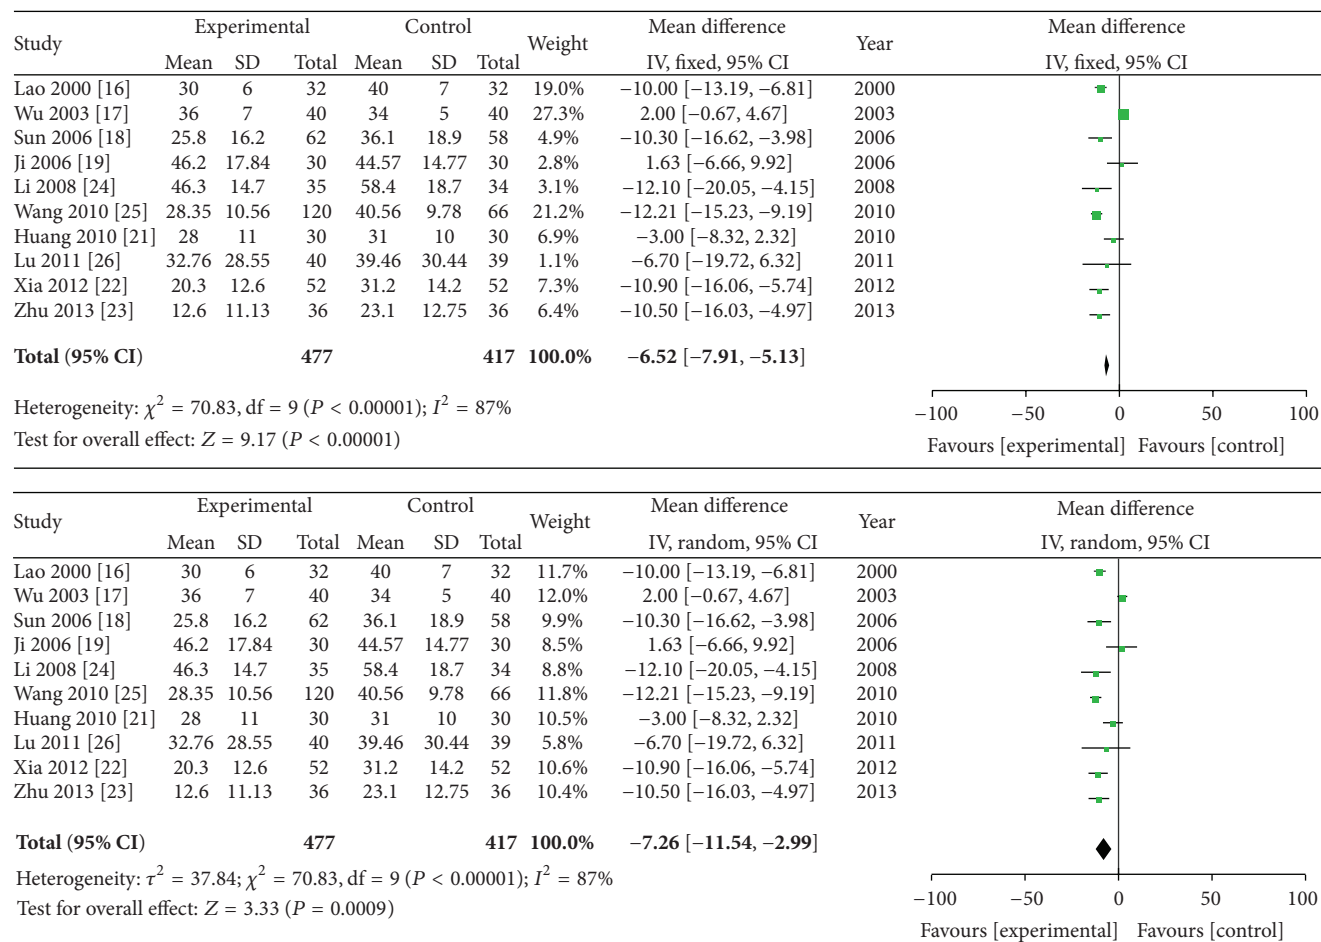 Study Experimental Control Weight Mean difference Year Mean difference
Mean SD Total Mean SD Total IV, fixed, 95% CI IV, fixed, 95% CI
Lao 2000 [16] 30 6 32 40 7 32 19.0% −10.00 [−13.19, −6.81] 2000
Wu 2003 [17] 36 7 40 34 5 40 27.3% 2.00 [−0.67, 4.67] 2003
Sun 2006 [18] 25.8 16.2 62 36.1 18.9 58 4.9% −10.30 [−16.62, −3.98] 2006
Ji 2006 [19] 46.2 17.84 30 44.57 14.77 30 2.8% 1.63 [−6.66, 9.92] 2006
Li 2008 [24] 46.3 14.7 35 58.4 18.7 34 3.1% −12.10 [−20.05, −4.15] 2008
Wang 2010 [25] 28.35 10.56 120 40.56 9.78 66 21.2% −12.21 [−15.23, −9.19] 2010
Huang 2010 [21] 28 11 30 31 10 30 6.9% −3.00 [−8.32, 2.32] 2010
Lu 2011 [26] 32.76 28.55 40 39.46 30.44 39 1.1% −6.70 [−19.72, 6.32] 2011
Xia 2012 [22] 20.3 12.6 52 31.2 14.2 52 7.3% −10.90 [−16.06, −5.74] 2012
Zhu 2013 [23] 12.6 11.13 36 23.1 12.75 36 6.4% −10.50 [−16.03, −4.97] 2013
Total (95% CI) 477 417 100.0% −6.52 [−7.91, −5.13]
Heterogeneity: χ² = 70.83, df = 9 (P < 0.00001); I² = 87%
Test for overall effect: Z = 9.17 (P < 0.00001)
−100 −50 0 50 100
Favours [experimental] Favours [control]
Study Experimental Control Weight Mean difference Year Mean difference
Mean SD Total Mean SD Total IV, random, 95% CI IV, random, 95% CI
Lao 2000 [16] 30 6 32 40 7 32 11.7% −10.00 [−13.19, −6.81] 2000
Wu 2003 [17] 36 7 40 34 5 40 12.0% 2.00 [−0.67, 4.67] 2003
Sun 2006 [18] 25.8 16.2 62 36.1 18.9 58 9.9% −10.30 [−16.62, −3.98] 2006
Ji 2006 [19] 46.2 17.84 30 44.57 14.77 30 8.5% 1.63 [−6.66, 9.92] 2006
Li 2008 [24] 46.3 14.7 35 58.4 18.7 34 8.8% −12.10 [−20.05, −4.15] 2008
Wang 2010 [25] 28.35 10.56 120 40.56 9.78 66 11.8% −12.21 [−15.23, −9.19] 2010
Huang 2010 [21] 28 11 30 31 10 30 10.5% −3.00 [−8.32, 2.32] 2010
Lu 2011 [26] 32.76 28.55 40 39.46 30.44 39 5.8% −6.70 [−19.72, 6.32] 2011
Xia 2012 [22] 20.3 12.6 52 31.2 14.2 52 10.6% −10.90 [−16.06, −5.74] 2012
Zhu 2013 [23] 12.6 11.13 36 23.1 12.75 36 10.4% −10.50 [−16.03, −4.97] 2013
Total (95% CI) 477 417 100.0% −7.26 [−11.54, −2.99]
Heterogeneity: τ² = 37.84; χ² = 70.83, df = 9 (P < 0.00001); I² = 87%
Test for overall effect: Z = 3.33 (P = 0.0009)
−100 −50 0 50 100
Favours [experimental] Favours [control]